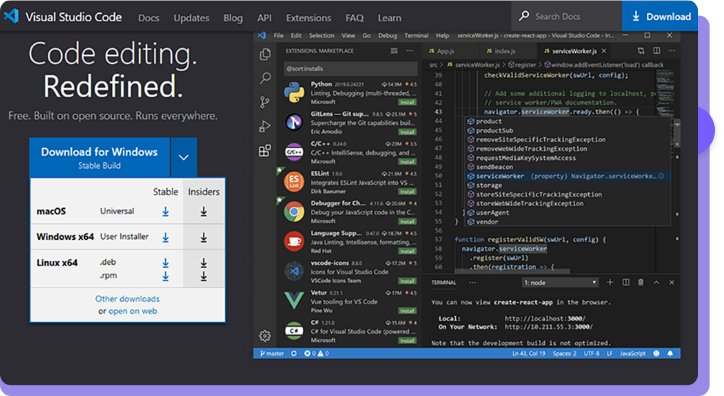 Visual Studio Code Docs Updates Blog API Extensions FAQ Learn Search Docs Download
Code editing.
Redefined.
Free. Built on open source. Runs everywhere.
Download for Windows
Stable Build
Stable Insiders
macOS Universal
Windows x64 User Installer
Linux x64 .deb
.rpm
Other downloads
or open on web
File Edit Selection View Go Debug Terminal Help
serviceWorker.js - create-react-app - Visual Studio Code - In...
EXTENSIONS: MARKETPLACE
@sort:installs
Python 2019.6.24221 54.9M 4.5
Linting, Debugging (multi-threaded, ...
Microsoft Install
GitLens — Git sup... 9.8.5 23.1M 5
Supercharge the Git capabilities bui...
Eric Amodio Install
C/C++ 0.24.0 23M 3.5
C/C++ IntelliSense, debugging, and ...
Microsoft Install
ESLint 1.9.1 21.9M 4.5
Integrates ESLint JavaScript into VS ...
Dirk Baeumer Install
Debugger for Ch... 4.11.6 20.6M 4
Debug your JavaScript code in the C...
Microsoft Install
Language Supp... 0.47.0 18.7M 4.5
Java Linting, Intellisense, formatting, ...
Red Hat Install
vscode-icons 8.8.0 17.2M 5
Icons for Visual Studio Code
VSCode Icons Team Install
Vetur 0.21.1 17M 4.5
Vue tooling for VS Code
Pine Wu Install
C# 1.21.0 15.6M 4
C# for Visual Studio Code (powered ...
Microsoft Install
App.js index.js serviceWorker.js
src serviceWorker.js register window.addEventListener('load') callback
39 checkValidServiceWorker(swUrl, config);
40
41 // Add some additional logging to localhost, p
42 // service worker/PWA documentation.
43 navigator.serviceWorker.ready.then(() => {
product
productSub
removeSiteSpecificTrackingException
removeWebWideTrackingException
requestMediaKeySystemAccess
sendBeacon
serviceWorker (property) Navigator.serviceWorke...
storage
storeSiteSpecificTrackingException
storeWebWideTrackingException
userAgent
vendor
55 }
56
57 function registerValidSW(swUrl, config) {
58 navigator.serviceWorker
59 .register(swUrl)
60 .then(registration => {
TERMINAL ... 1: node
You can now view create-react-app in the browser.
Local: http://localhost:3000/
On Your Network: http://10.211.55.3:3000/
Note that the development build is not optimized.
master 0 0 Ln 43, Col 19 Spaces: 2 UTF-8 LF JavaScript